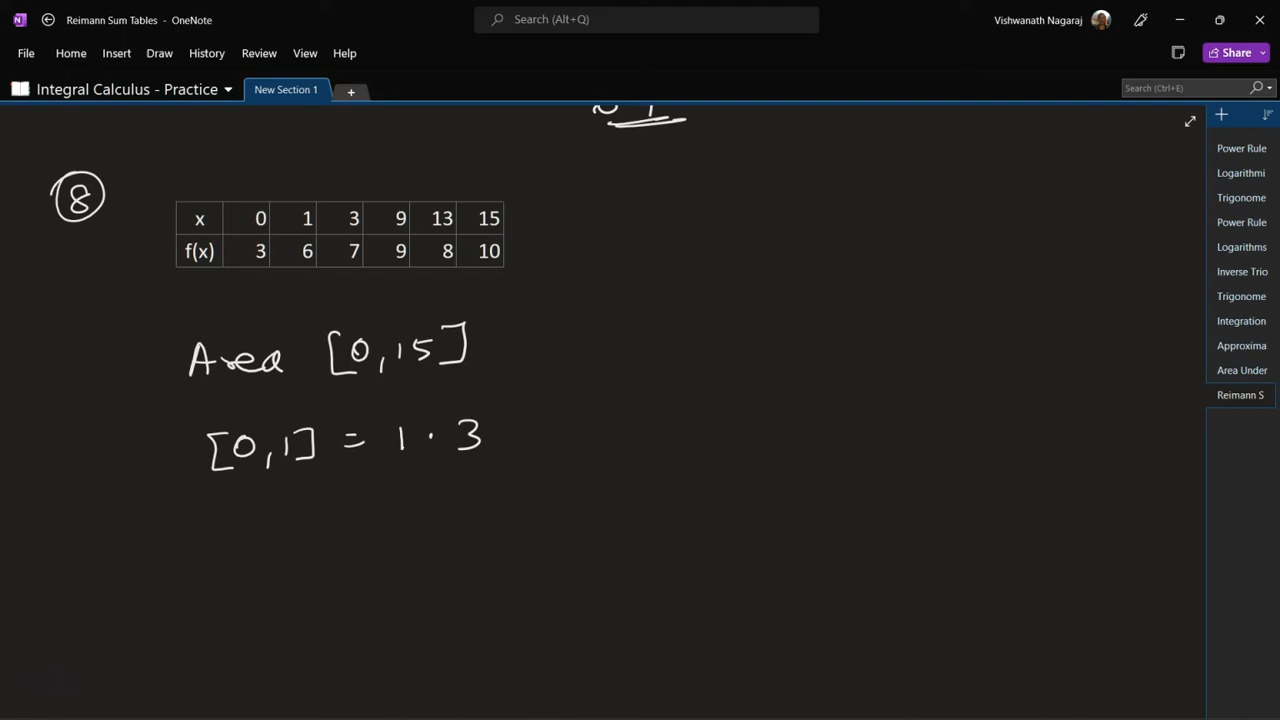 Reimann Sum Tables - OneNote
Search (Alt+Q)
Vishwanath Nagaraj
File Home Insert Draw History Review View Help
Share
Integral Calculus - Practice
New Section 1
+
Search (Ctrl+E)
8
x 0 1 3 9 13 15
f(x) 3 6 7 9 8 10
Area [0,15]
[0,1] = 1 · 3
Power Rule
Logarithmi
Trigonome
Power Rule
Logarithms
Inverse Trio
Trigonome
Integration
Approxima
Area Under
Reimann S